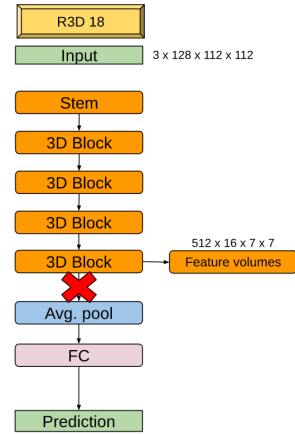 R3D 18
Input
3 x 128 x 112 x 112
Stem
3D Block
3D Block
3D Block
3D Block
512 x 16 x 7 x 7
Feature volumes
Avg. pool
FC
Prediction